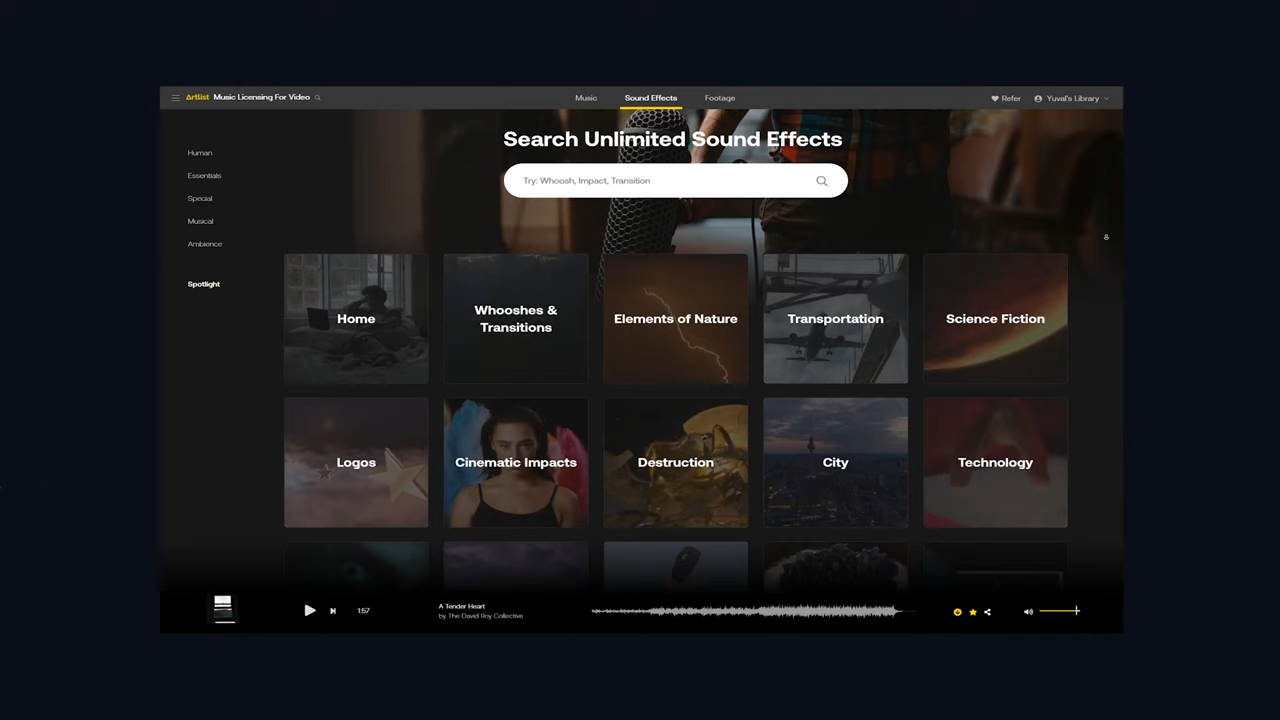 Artlist Music Licensing For Video
Music
Sound Effects
Footage
Refer
Yuval's Library
Search Unlimited Sound Effects
Try: Whoosh, Impact, Transition
Human
Essentials
Special
Musical
Ambience
Spotlight
Home
Whooshes &
Transitions
Elements of Nature
Transportation
Science Fiction
Logos
Cinematic Impacts
Destruction
City
Technology
1:57
A Tender Heart
by The David Roy Collective